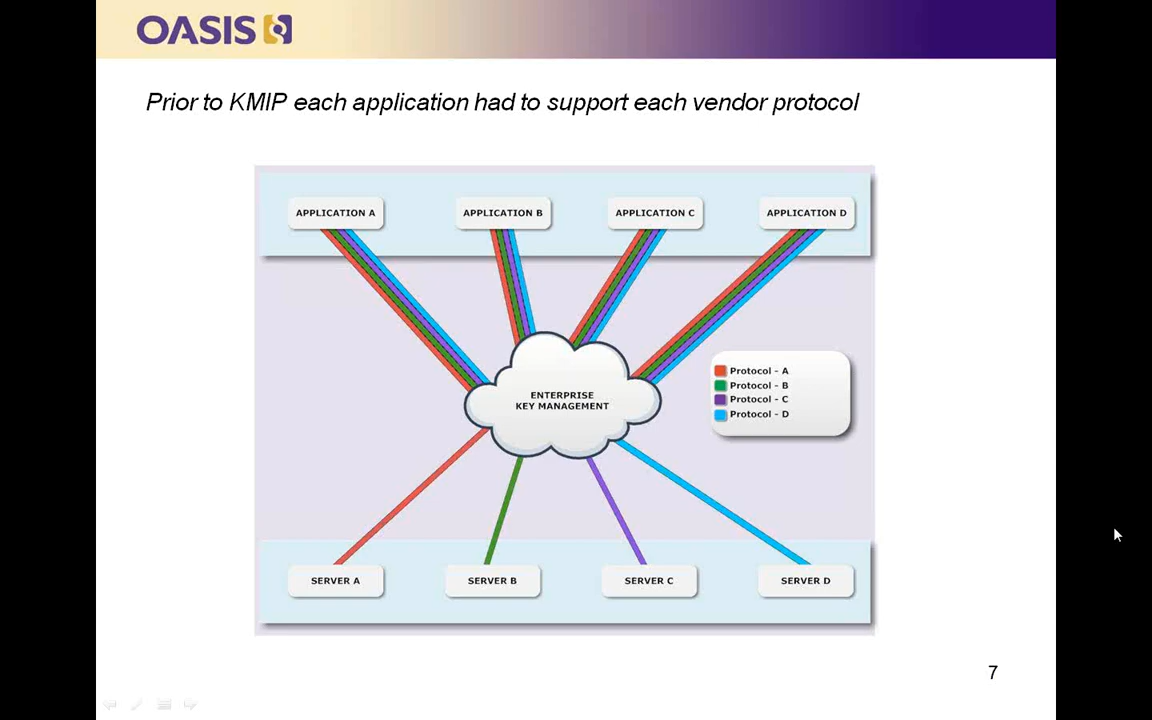 OASIS
Prior to KMIP each application had to support each vendor protocol
APPLICATION A
APPLICATION B
APPLICATION C
APPLICATION D
ENTERPRISE
KEY MANAGEMENT
Protocol - A
Protocol - B
Protocol - C
Protocol - D
SERVER A
SERVER B
SERVER C
SERVER D
7